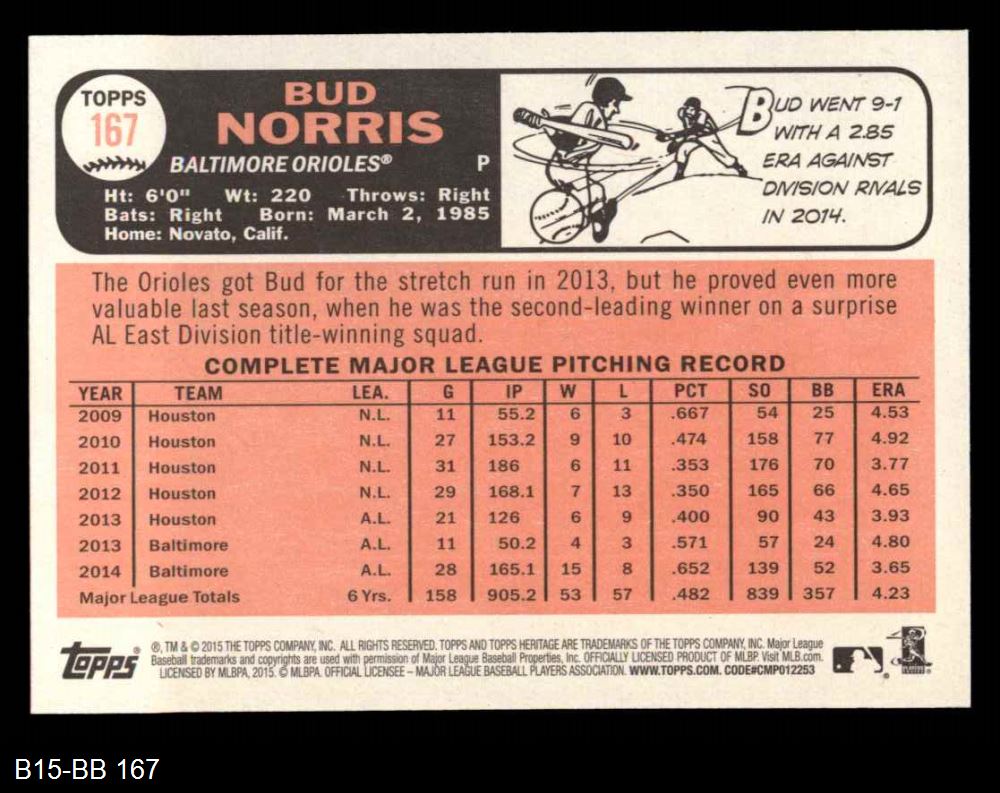 TOPPS
167
BUD
NORRIS
BALTIMORE ORIOLES® P
Ht: 6'0" Wt: 220 Throws: Right
Bats: Right Born: March 2, 1985
Home: Novato, Calif.
BUD WENT 9-1
WITH A 2.85
ERA AGAINST
DIVISION RIVALS
IN 2014.
The Orioles got Bud for the stretch run in 2013, but he proved even more
valuable last season, when he was the second-leading winner on a surprise
AL East Division title-winning squad.
COMPLETE MAJOR LEAGUE PITCHING RECORD
YEAR TEAM LEA. G IP W L PCT SO BB ERA
2009 Houston N.L. 11 55.2 6 3 .667 54 25 4.53
2010 Houston N.L. 27 153.2 9 10 .474 158 77 4.92
2011 Houston N.L. 31 186 6 11 .353 176 70 3.77
2012 Houston N.L. 29 168.1 7 13 .350 165 66 4.65
2013 Houston A.L. 21 126 6 9 .400 90 43 3.93
2013 Baltimore A.L. 11 50.2 4 3 .571 57 24 4.80
2014 Baltimore A.L. 28 165.1 15 8 .652 139 52 3.65
Major League Totals 6 Yrs. 158 905.2 53 57 .482 839 357 4.23
topps®
®, TM & © 2015 THE TOPPS COMPANY, INC. ALL RIGHTS RESERVED. TOPPS AND TOPPS HERITAGE ARE TRADEMARKS OF THE TOPPS COMPANY, INC. Major League
Baseball trademarks and copyrights are used with permission of Major League Baseball Properties, Inc. OFFICIALLY LICENSED PRODUCT OF MLBP. Visit MLB.com.
LICENSED BY MLBPA, 2015. © MLBPA. OFFICIAL LICENSEE – MAJOR LEAGUE BASEBALL PLAYERS ASSOCIATION. WWW.TOPPS.COM. CODE#CMP012253
B15-BB 167